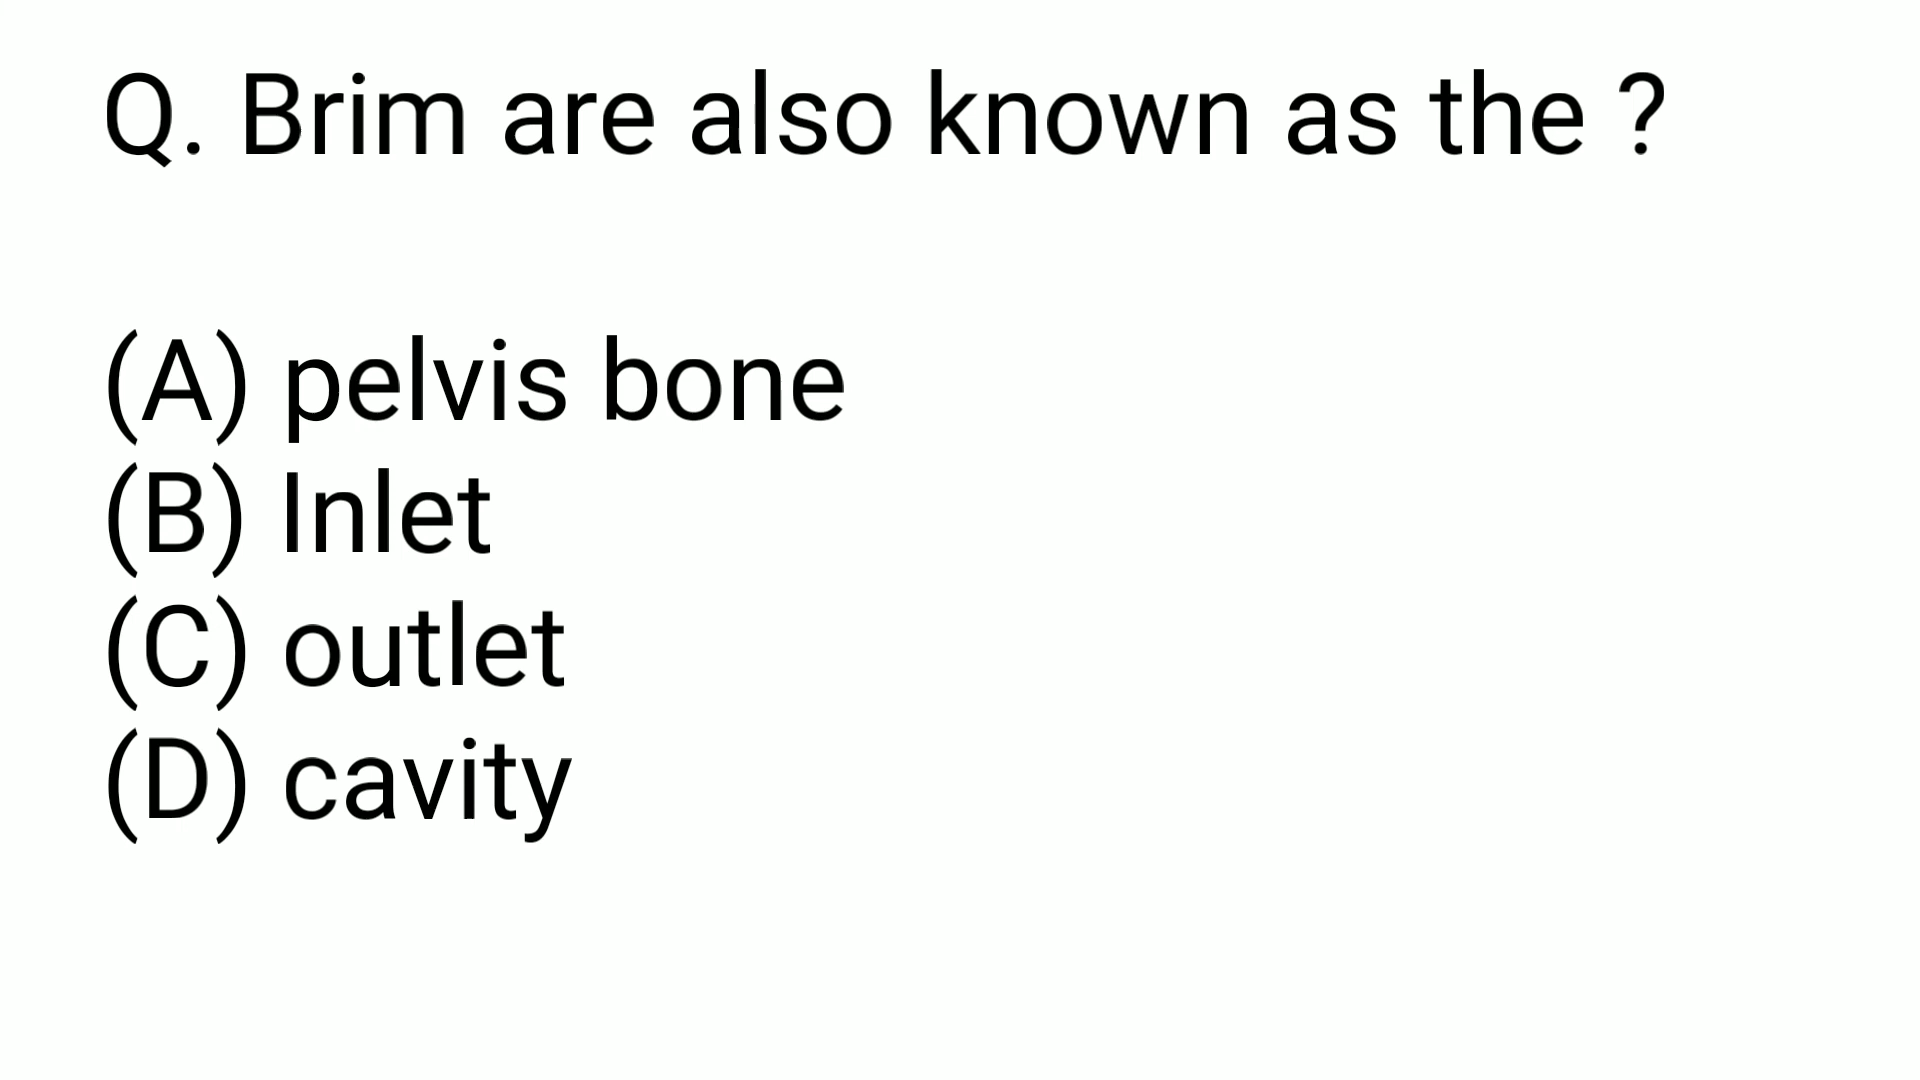 Q. Brim are also known as the ?
(A) pelvis bone
(B) Inlet
(C) outlet
(D) cavity